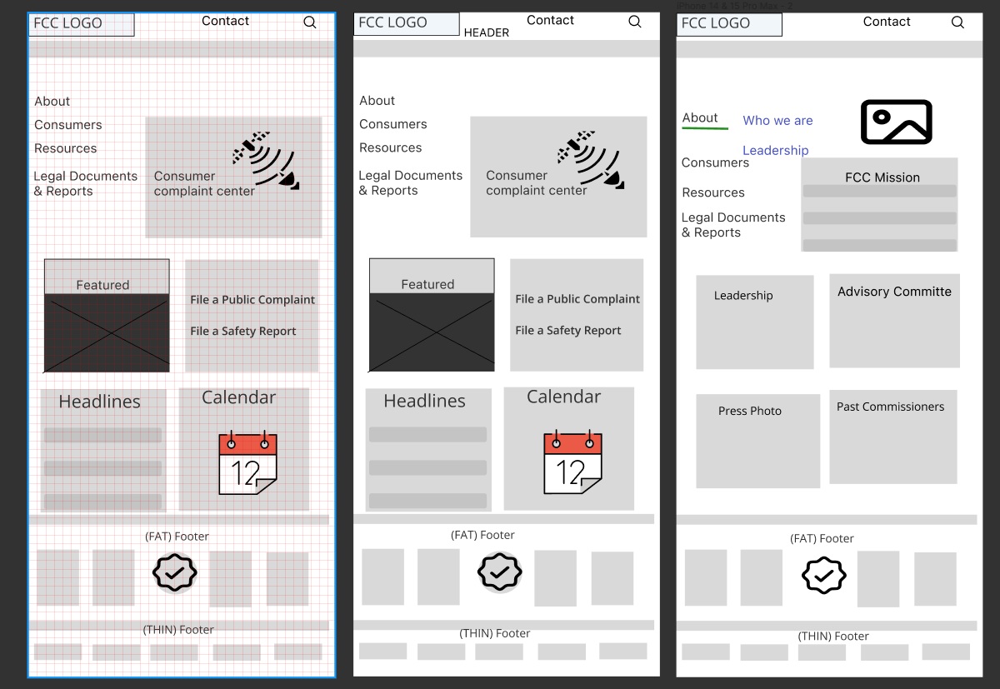 FCC LOGO
Contact
About
Consumers
Resources
Legal Documents
& Reports
Consumer
complaint center
Featured
File a Public Complaint
File a Safety Report
Headlines
Calendar
12
(FAT) Footer
(THIN) Footer
FCC LOGO
HEADER
Contact
About
Consumers
Resources
Legal Documents
& Reports
Consumer
complaint center
Featured
File a Public Complaint
File a Safety Report
Headlines
Calendar
12
(FAT) Footer
(THIN) Footer
iPhone 14 & 15 Pro Max - 2
FCC LOGO
Contact
About
Who we are
Leadership
Consumers
Resources
Legal Documents
& Reports
FCC Mission
Leadership
Advisory Committe
Press Photo
Past Commissioners
(FAT) Footer
(THIN) Footer